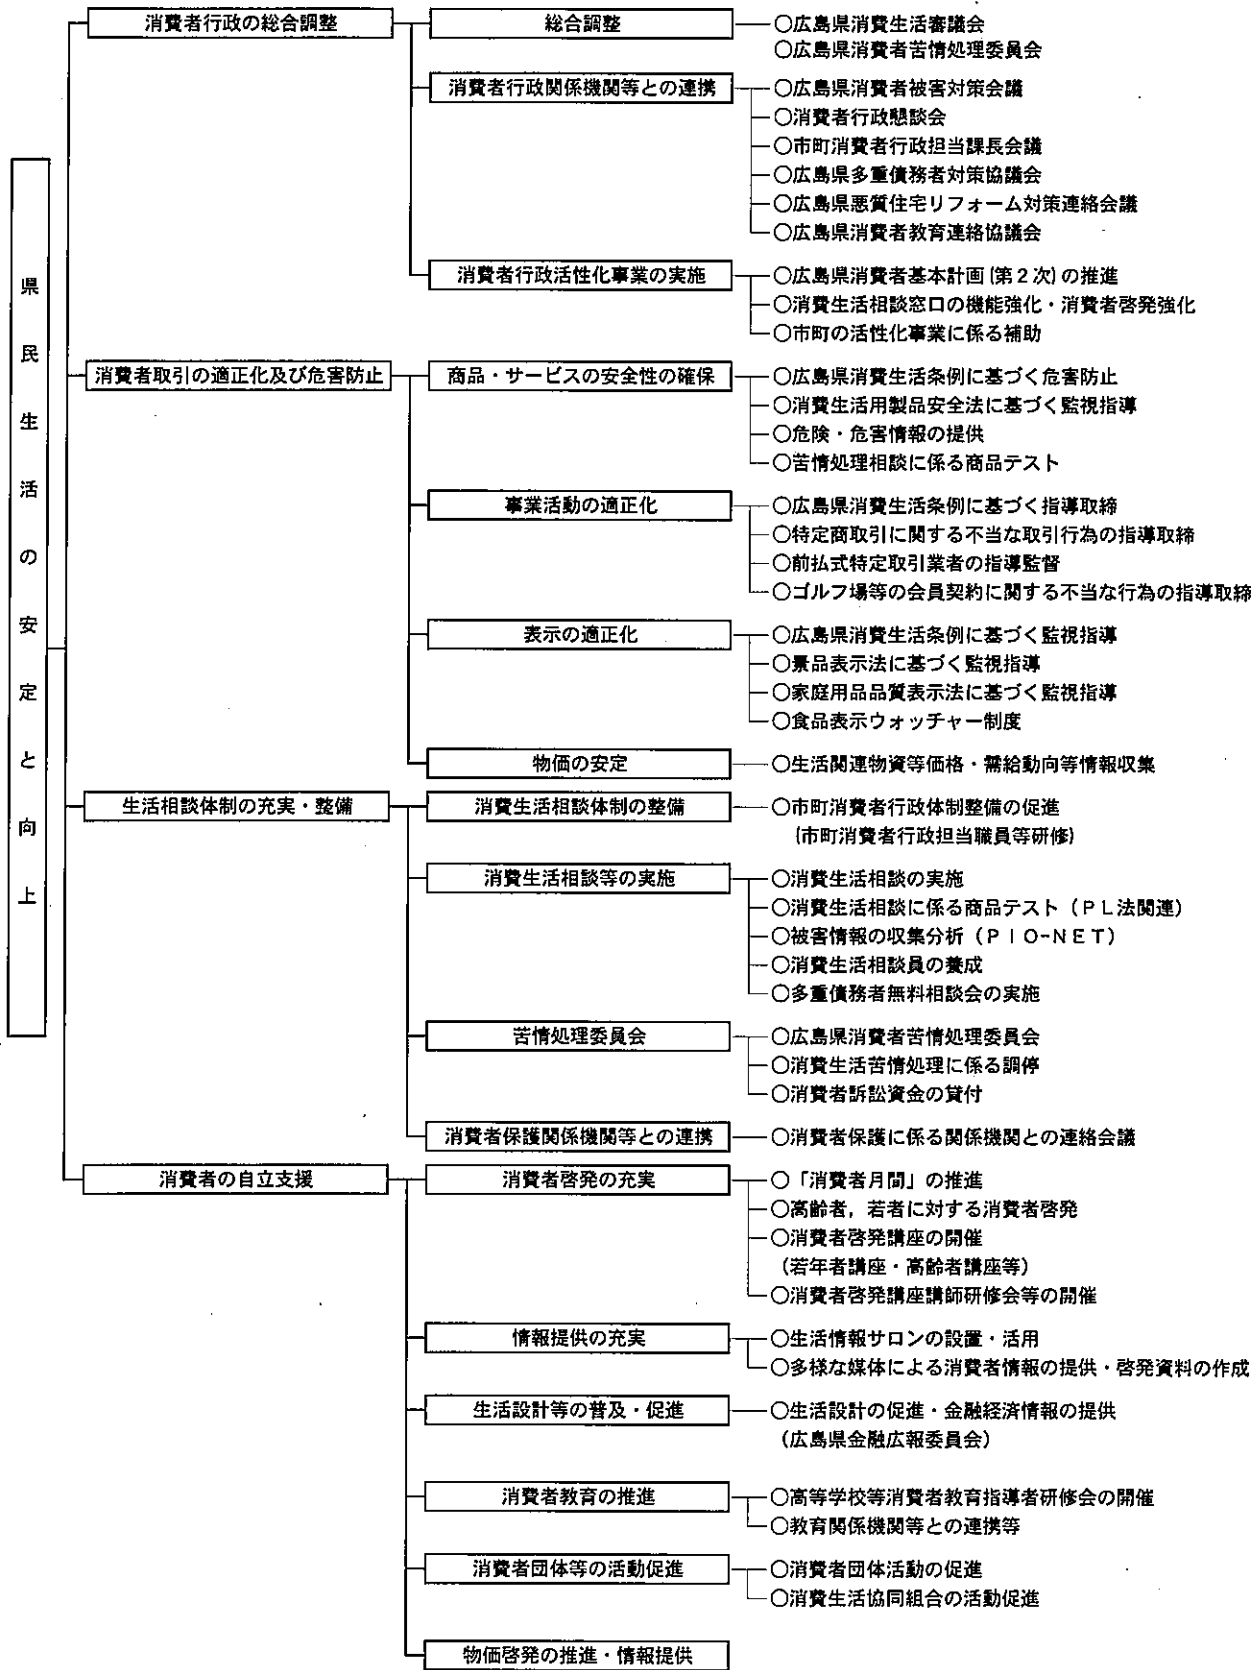 県民生活の安定と向上
消費者行政の総合調整
総合調整
○広島県消費生活審議会
○広島県消費者苦情処理委員会
消費者行政関係機関等との連携
○広島県消費者被害対策会議
○消費者行政懇談会
○市町消費者行政担当課長会議
○広島県多重債務者対策協議会
○広島県悪質住宅リフォーム対策連絡会議
○広島県消費者教育連絡協議会
消費者行政活性化事業の実施
○広島県消費者基本計画(第2次)の推進
○消費生活相談窓口の機能強化・消費者啓発強化
○市町の活性化事業に係る補助
消費者取引の適正化及び危害防止
商品・サービスの安全性の確保
○広島県消費生活条例に基づく危害防止
○消費生活用製品安全法に基づく監視指導
○危険・危害情報の提供
○苦情処理相談に係る商品テスト
事業活動の適正化
○広島県消費生活条例に基づく指導取締
○特定商取引に関する不当な取引行為の指導取締
○前払式特定取引業者の指導監督
○ゴルフ場等の会員契約に関する不当な行為の指導取締
表示の適正化
○広島県消費生活条例に基づく監視指導
○景品表示法に基づく監視指導
○家庭用品品質表示法に基づく監視指導
○食品表示ウォッチャー制度
物価の安定
○生活関連物資等価格・需給動向等情報収集
生活相談体制の充実・整備
消費生活相談体制の整備
○市町消費者行政体制整備の促進
(市町消費者行政担当職員等研修)
消費生活相談等の実施
○消費生活相談の実施
○消費生活相談に係る商品テスト（ＰＬ法関連）
○被害情報の収集分析（ＰＩＯ-ＮＥＴ）
○消費生活相談員の養成
○多重債務者無料相談会の実施
苦情処理委員会
○広島県消費者苦情処理委員会
○消費生活苦情処理に係る調停
○消費者訴訟資金の貸付
消費者保護関係機関等との連携
○消費者保護に係る関係機関との連絡会議
消費者の自立支援
消費者啓発の充実
○「消費者月間」の推進
○高齢者，若者に対する消費者啓発
○消費者啓発講座の開催
（若年者講座・高齢者講座等）
○消費者啓発講座講師研修会等の開催
情報提供の充実
○生活情報サロンの設置・活用
○多様な媒体による消費者情報の提供・啓発資料の作成
生活設計等の普及・促進
○生活設計の促進・金融経済情報の提供
（広島県金融広報委員会）
消費者教育の推進
○高等学校等消費者教育指導者研修会の開催
○教育関係機関等との連携等
消費者団体等の活動促進
○消費者団体活動の促進
○消費生活協同組合の活動促進
物価啓発の推進・情報提供